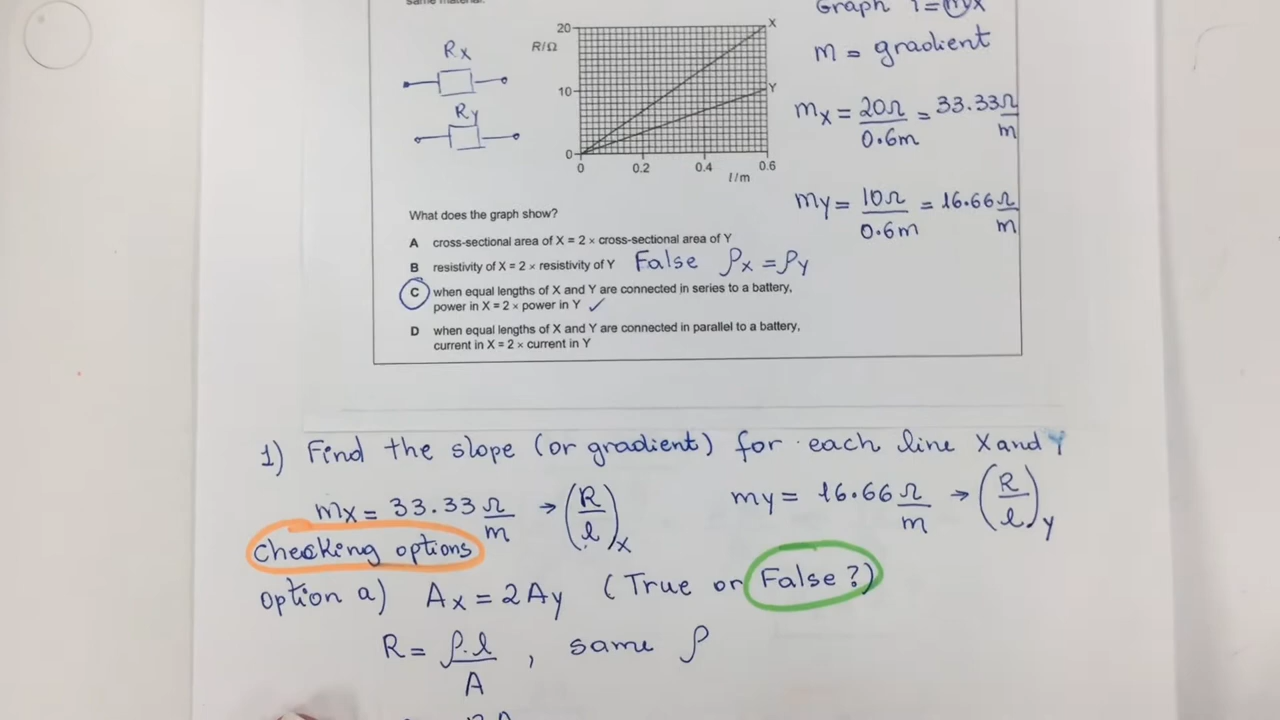 same material.
Graph Y = mx
m = gradient
Rx
Ry
R/Ω
20
10
0
X
Y
0 0.2 0.4 0.6
l/m
mx = 20Ω/0.6m = 33.33 Ω/m
my = 10Ω/0.6m = 16.66 Ω/m
What does the graph show?
A cross-sectional area of X = 2 × cross-sectional area of Y
B resistivity of X = 2 × resistivity of Y False ρx = ρy
C when equal lengths of X and Y are connected in series to a battery,
power in X = 2 × power in Y ✓
D when equal lengths of X and Y are connected in parallel to a battery,
current in X = 2 × current in Y
1) Find the slope (or gradient) for each line X and Y
mx = 33.33 Ω/m → (R/l)x my = 16.66 Ω/m → (R/l)y
Checking options
option a) Ax = 2Ay (True or False?)
R = ρ.l/A , same ρ